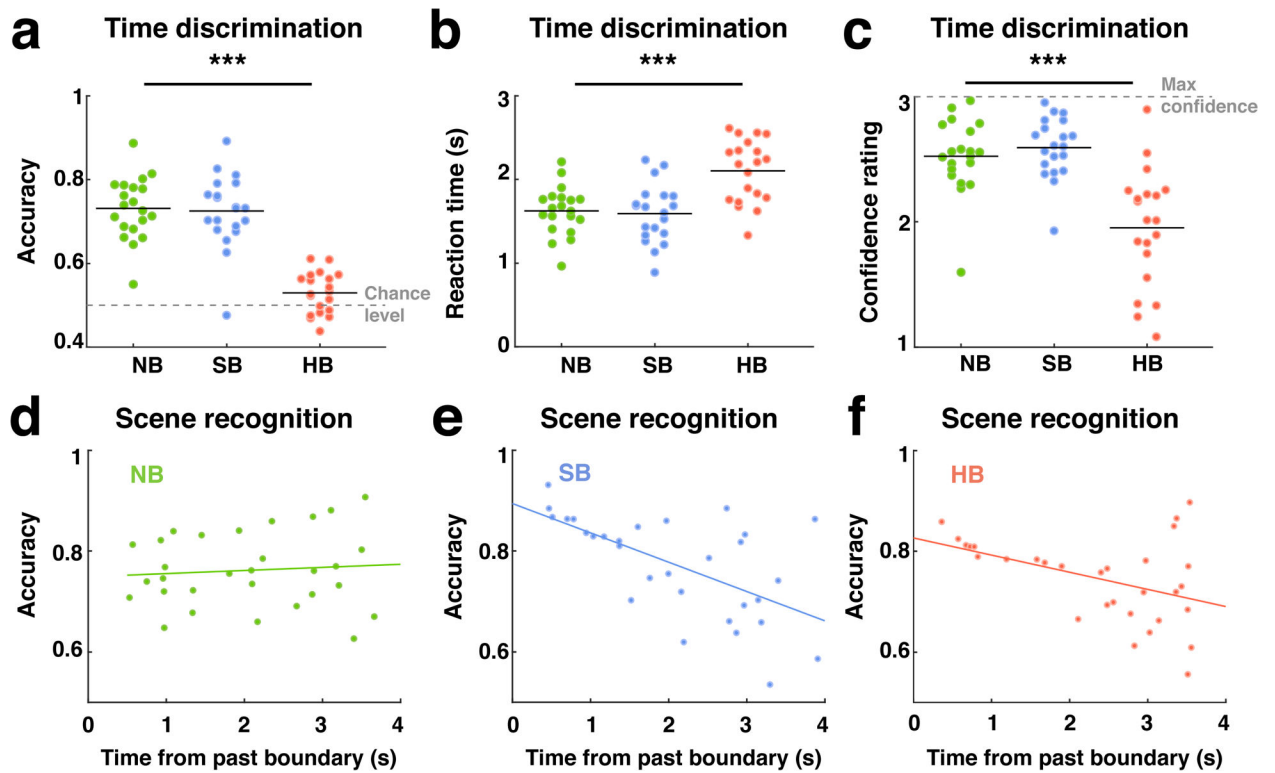 a
Time discrimination
***
Accuracy
1
0.8
0.6
0.4
Chance
level
NB
SB
HB
b
Time discrimination
***
Reaction time (s)
3
2
1
0
NB
SB
HB
c
Time discrimination
***
Max
confidence
Confidence rating
3
2
1
NB
SB
HB
d
Scene recognition
NB
Accuracy
1
0.8
0.6
0
1
2
3
4
Time from past boundary (s)
e
Scene recognition
SB
Accuracy
1
0.8
0.6
0
1
2
3
4
Time from past boundary (s)
f
Scene recognition
HB
Accuracy
1
0.8
0.6
0
1
2
3
4
Time from past boundary (s)